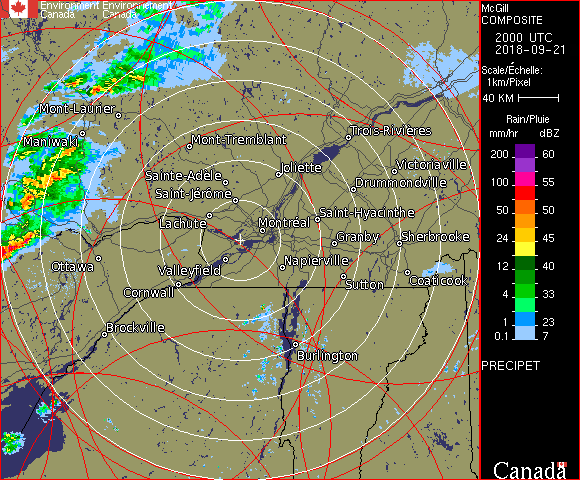 Environment Environnement
Canada Canada
McGill
COMPOSITE
2000 UTC
2018-09-21
Scale/Échelle:
1km/Pixel
40 KM
Rain/Pluie
mm/hr dBZ
200 60
150 57
100 55
50 50
24 45
12 40
4 33
1 23
0.1 7
PRECIPET
Canada
Mont-Laurier
Maniwaki
Mont-Tremblant
Trois-Rivières
Joliette
Victoriaville
Sainte-Adèle
Drummondville
Saint-Jérôme
Saint-Hyacinthe
Lachute
Montréal
Granby
Sherbrooke
Ottawa
Valleyfield
Napierville
Cornwall
Sutton
Coaticook
Brockville
Burlington